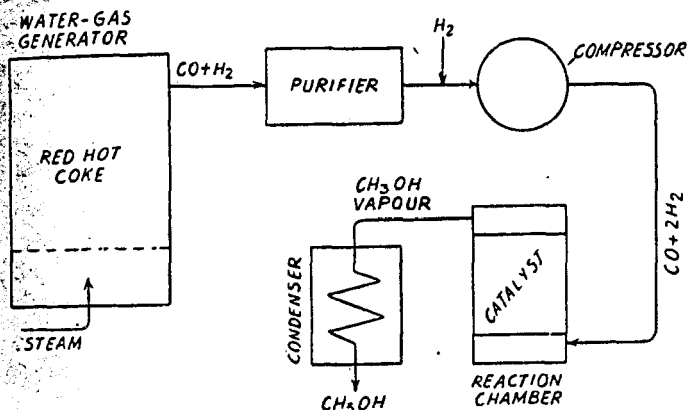 WATER-GAS
GENERATOR
CO+H₂
PURIFIER
H₂
COMPRESSOR
RED HOT
COKE
STEAM
CH₃OH
VAPOUR
CONDENSER
CH₃OH
CATALYST
REACTION
CHAMBER
CO+2H₂